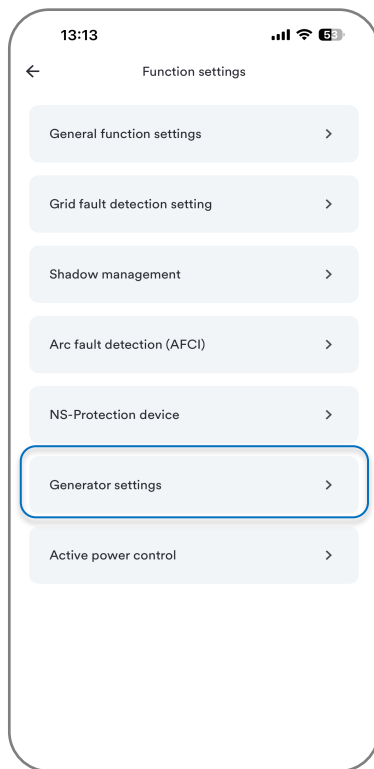 13:13
53
Function settings
General function settings
Grid fault detection setting
Shadow management
Arc fault detection (AFCI)
NS-Protection device
Generator settings
Active power control